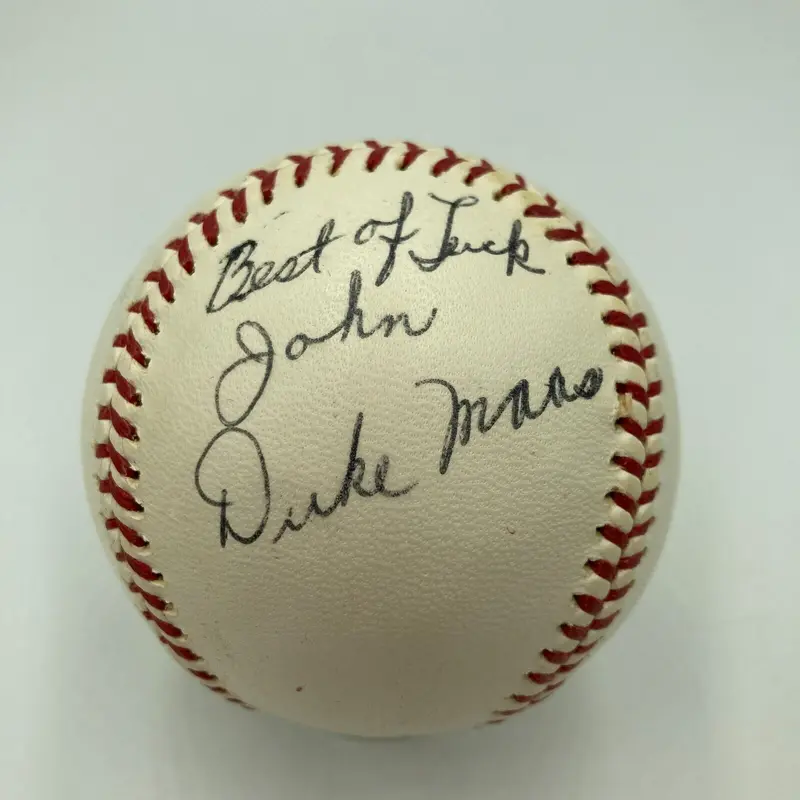 Best of Luck
John
Duke Maas